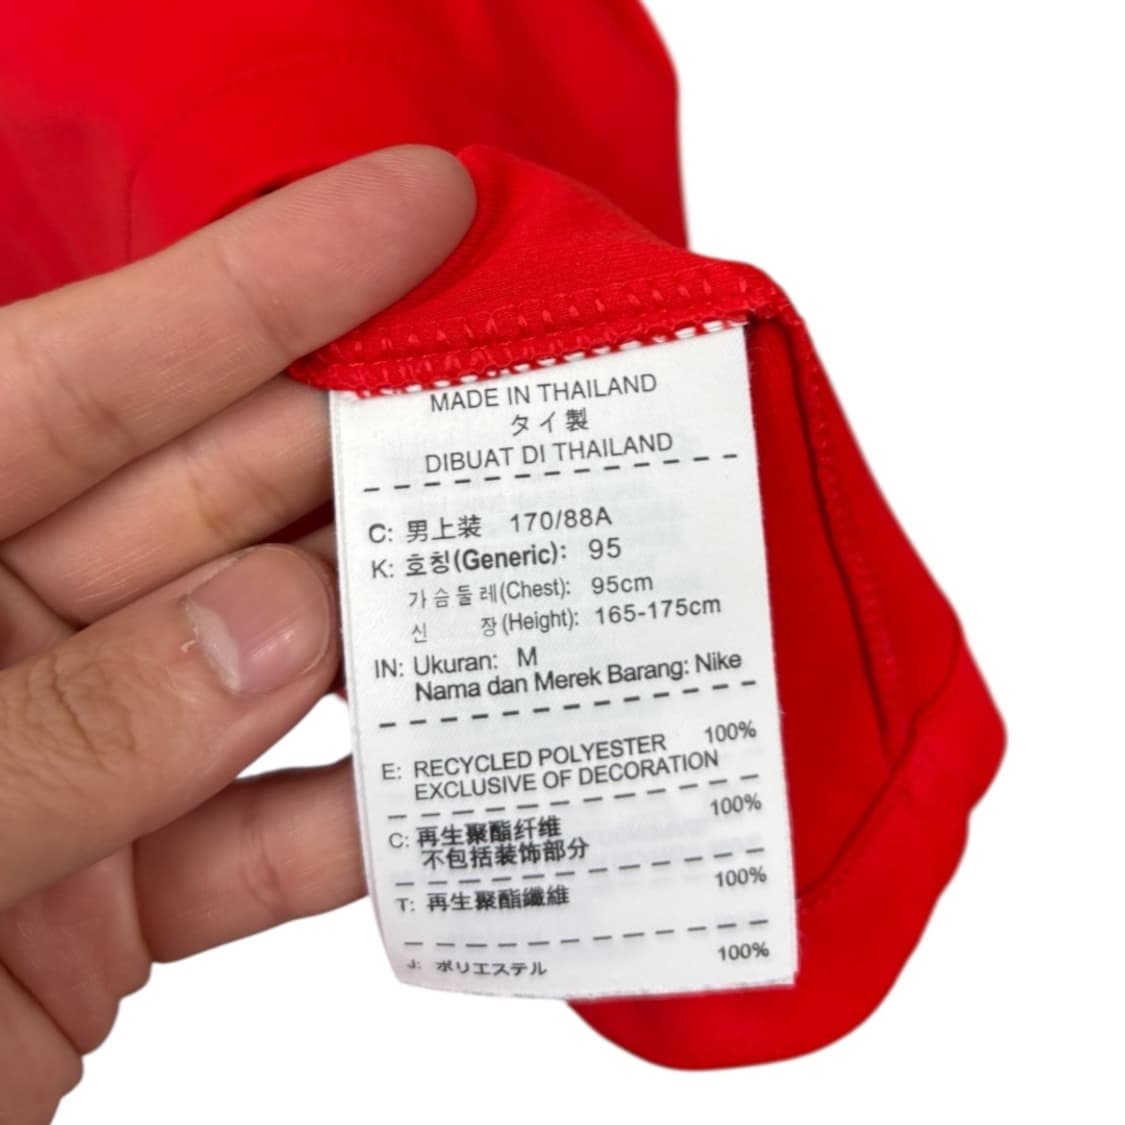 MADE IN THAILAND
タイ製
DIBUAT DI THAILAND
C: 男上装 170/88A
K: 호칭(Generic): 95
가슴둘레(Chest): 95cm
신 장(Height): 165-175cm
IN: Ukuran: M
Nama dan Merek Barang: Nike
E: RECYCLED POLYESTER 100%
EXCLUSIVE OF DECORATION
C: 再生聚酯纤维 100%
不包括装饰部分
T: 再生聚酯纖維 100%
J: ポリエステル 100%